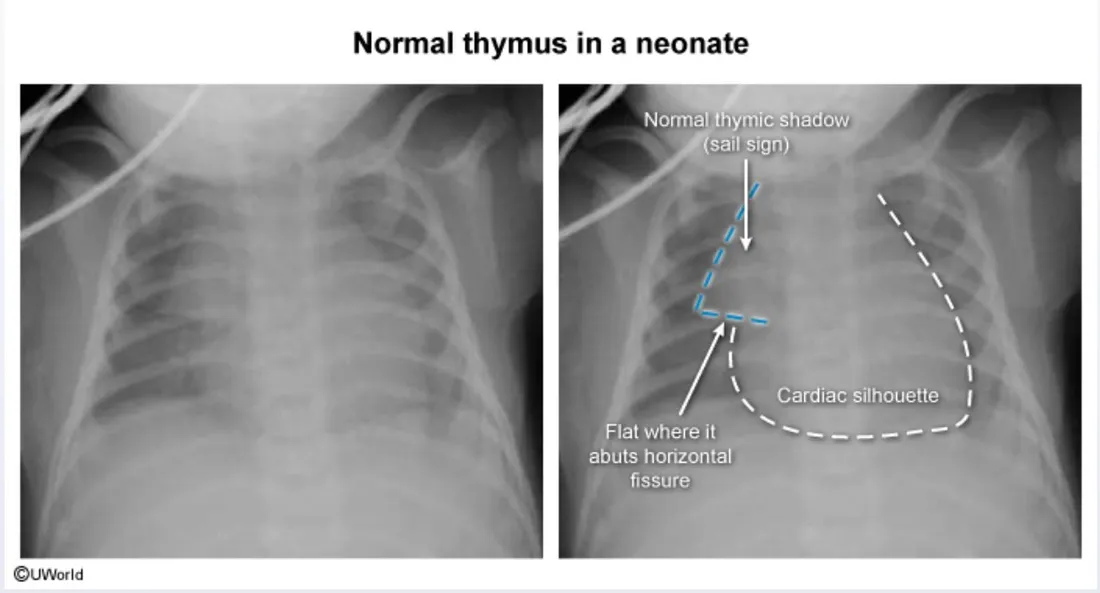 Normal thymus in a neonate
Normal thymic shadow
(sail sign)
Cardiac silhouette
Flat where it
abuts horizontal
fissure
©UWorld